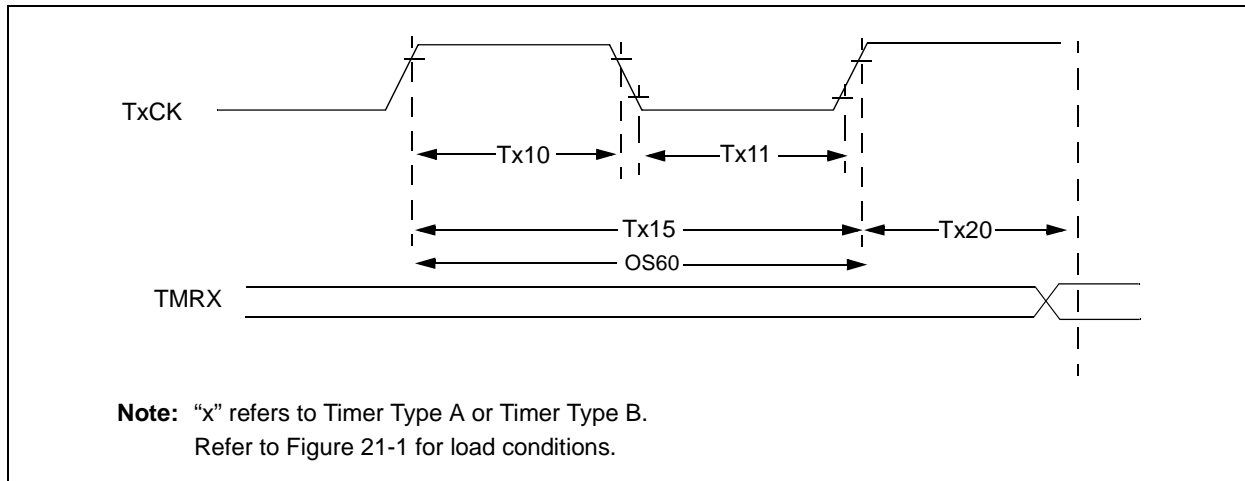 TxCK
Tx10
Tx11
Tx15
Tx20
OS60
TMRX
Note: “x” refers to Timer Type A or Timer Type B.
Refer to Figure 21-1 for load conditions.